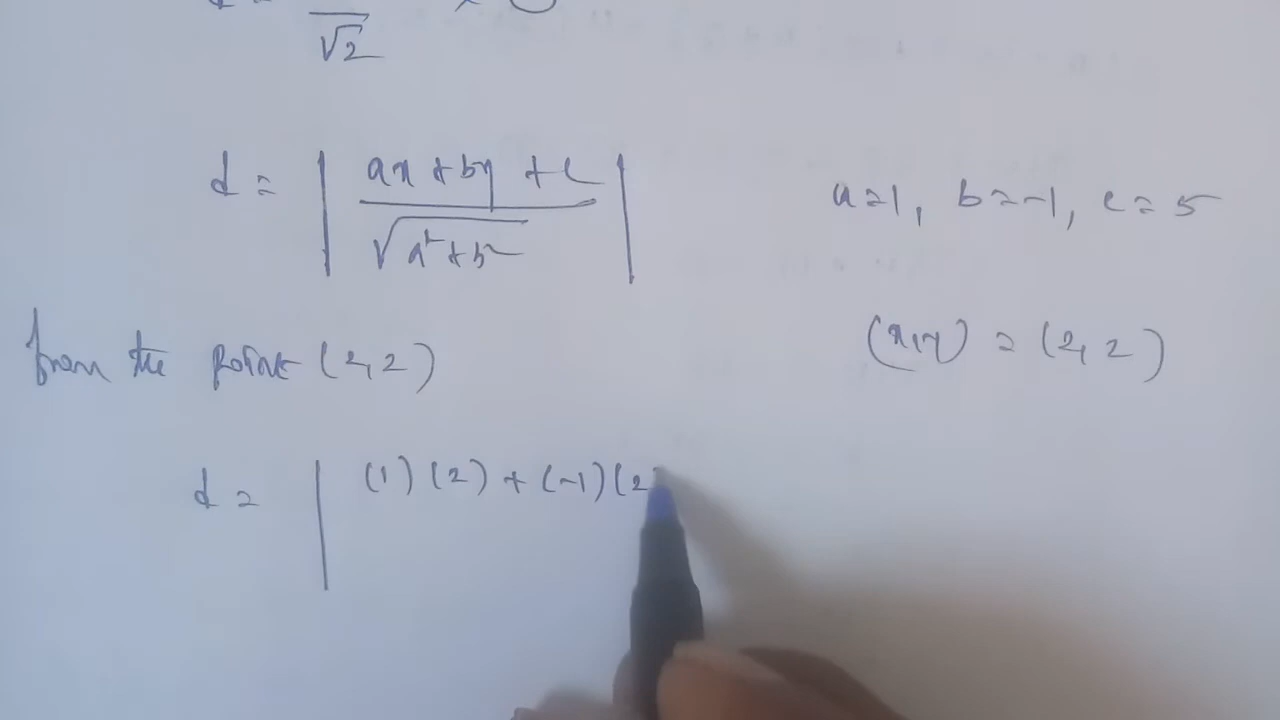 √2
d = | ax + by + c / √a² + b² | a=1, b=-1, c=5
from the point (2,2) (x,y) = (2,2)
d = | (1)(2) + (-1)(2